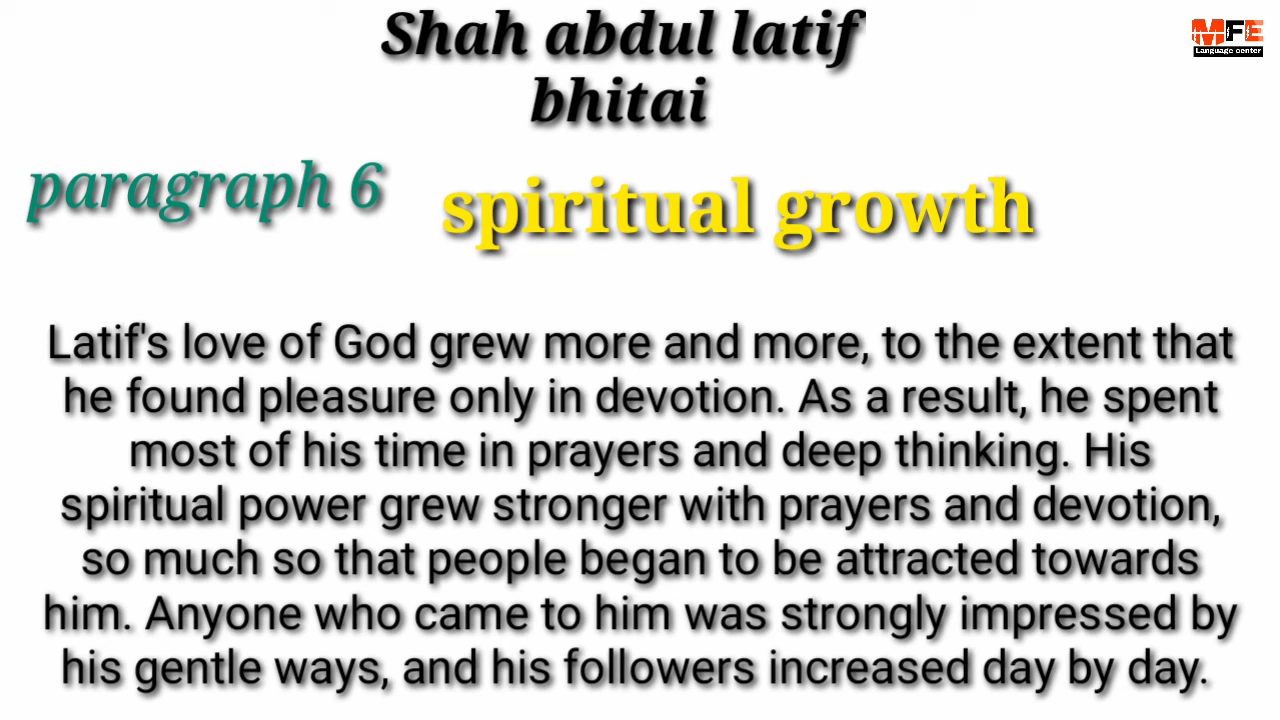 Shah abdul latif
bhitai
MFE
Language center
paragraph 6
spiritual growth
Latif's love of God grew more and more, to the extent that
he found pleasure only in devotion. As a result, he spent
most of his time in prayers and deep thinking. His
spiritual power grew stronger with prayers and devotion,
so much so that people began to be attracted towards
him. Anyone who came to him was strongly impressed by
his gentle ways, and his followers increased day by day.